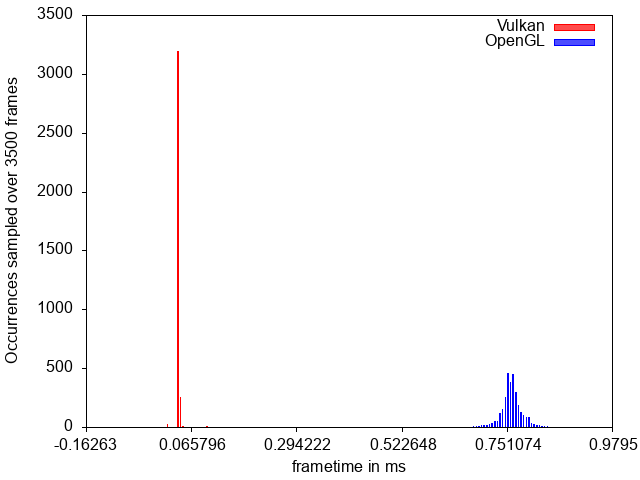 Vulkan
OpenGL
3500
3000
2500
2000
1500
1000
500
0
Occurrences sampled over 3500 frames
-0.16263 0.065796 0.294222 0.522648 0.751074 0.9795
frametime in ms